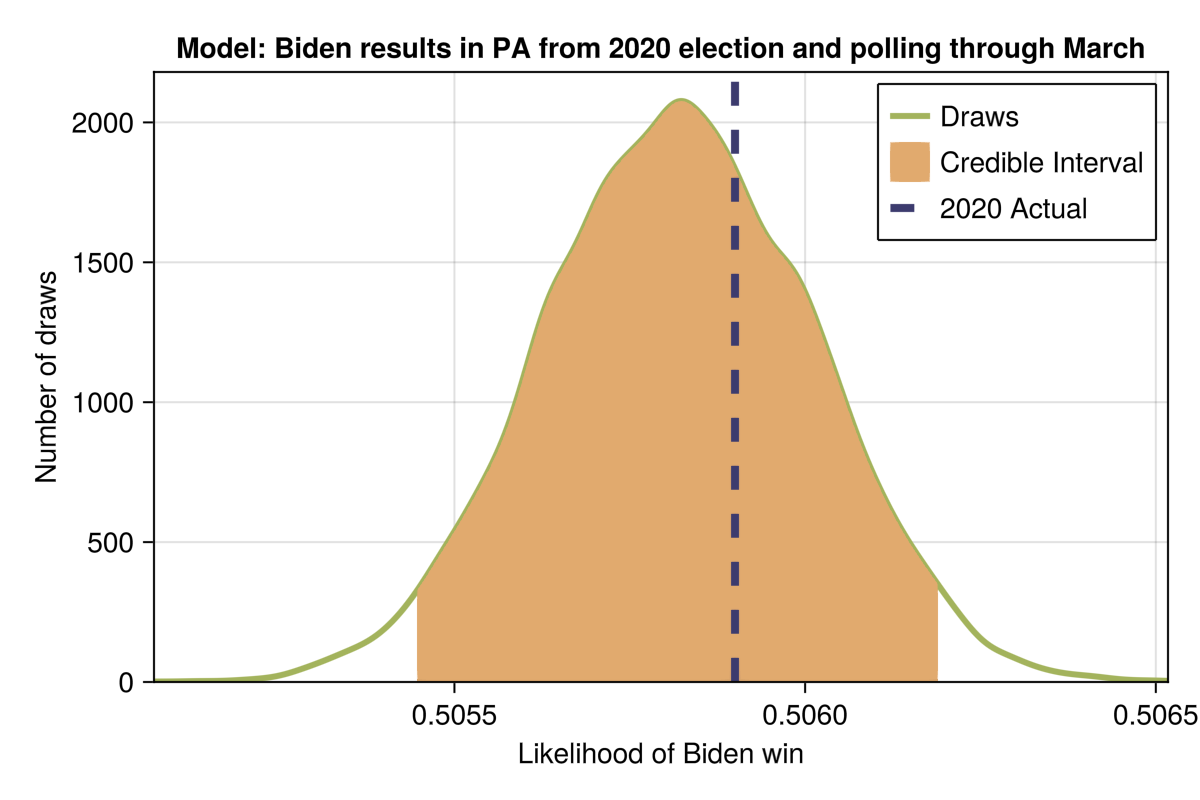 Model: Biden results in PA from 2020 election and polling through March
Draws
Credible Interval
2020 Actual
Number of draws
2000
1500
1000
500
0
0.5055
0.5060
0.5065
Likelihood of Biden win